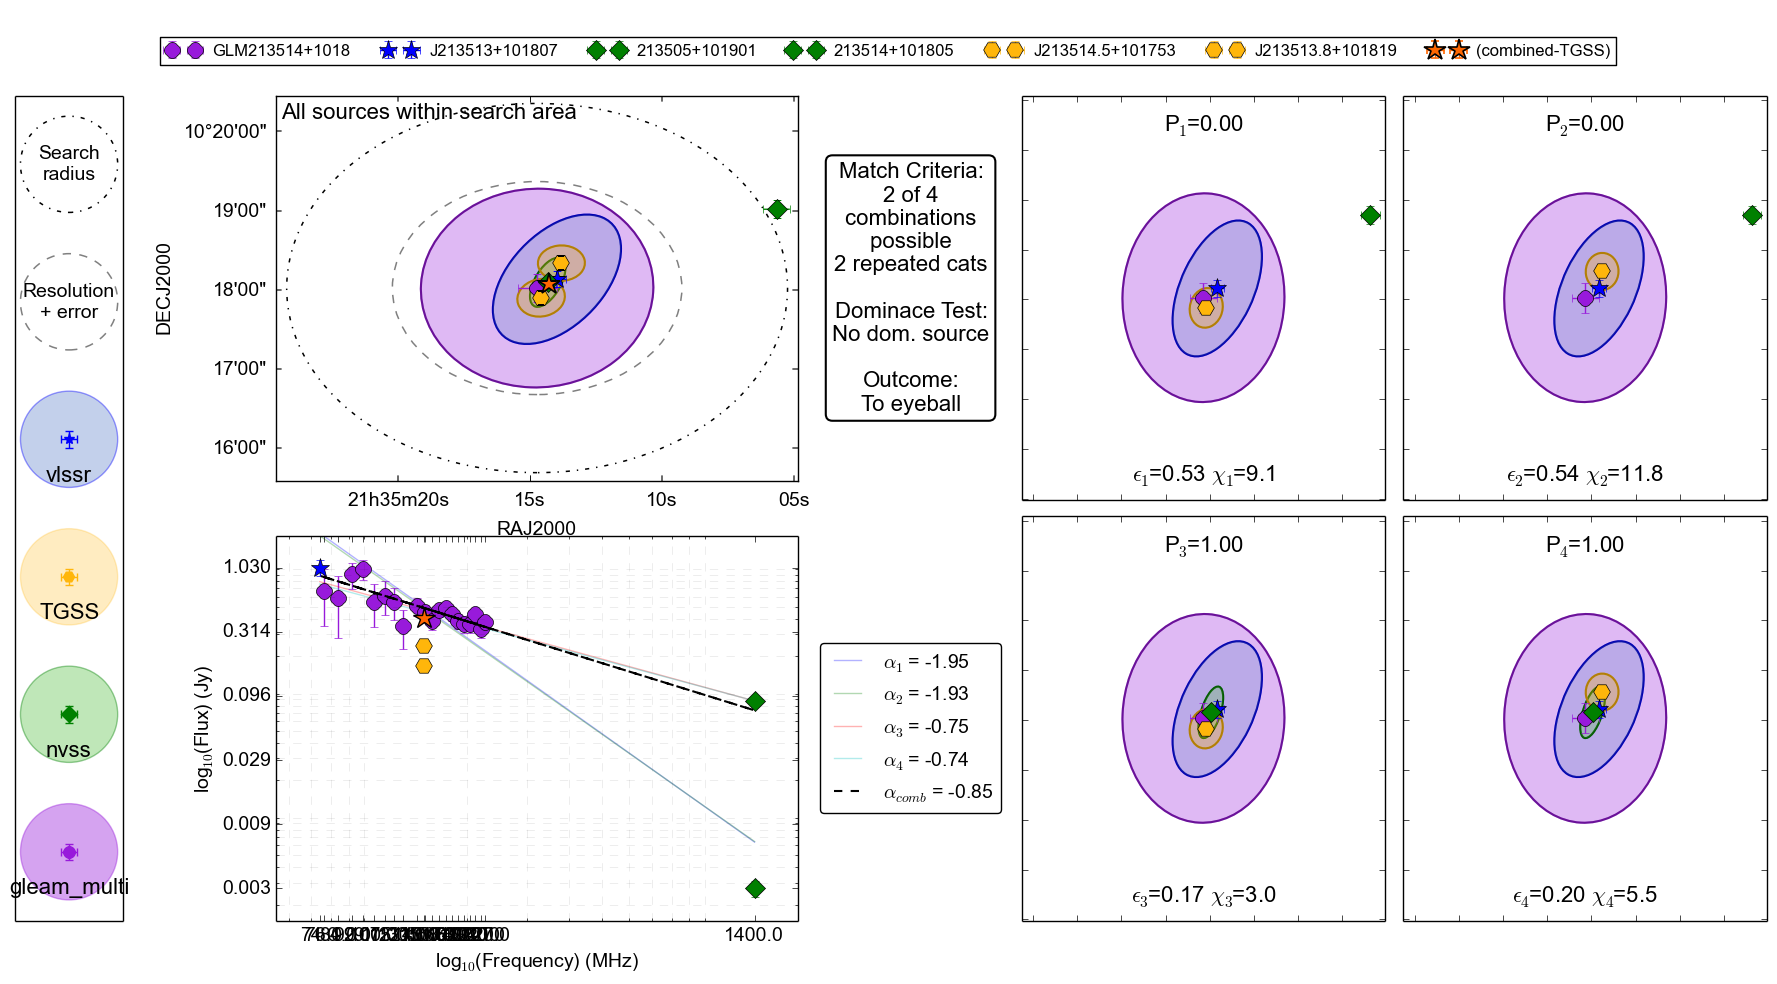 GLM213514+1018 J213513+101807 213505+101901 213514+101805 J213514.5+101753 J213513.8+101819 (combined-TGSS)
Search
radius
Resolution
+ error
vlssr
TGSS
nvss
gleam_multi
All sources within search area
10°20'00"
19'00"
18'00"
17'00"
16'00"
DECJ2000
21h35m20s 15s 10s 05s
RAJ2000
Match Criteria:
2 of 4
combinations
possible
2 repeated cats
Dominace Test:
No dom. source
Outcome:
To eyeball
P1=0.00
ϵ1=0.53 χ1=9.1
P2=0.00
ϵ2=0.54 χ2=11.8
P3=1.00
ϵ3=0.17 χ3=3.0
P4=1.00
ϵ4=0.20 χ4=5.5
1.030
0.314
0.096
0.029
0.009
0.003
log10(Flux) (Jy)
1400.0
log10(Frequency) (MHz)
α1 = -1.95
α2 = -1.93
α3 = -0.75
α4 = -0.74
αcomb = -0.85